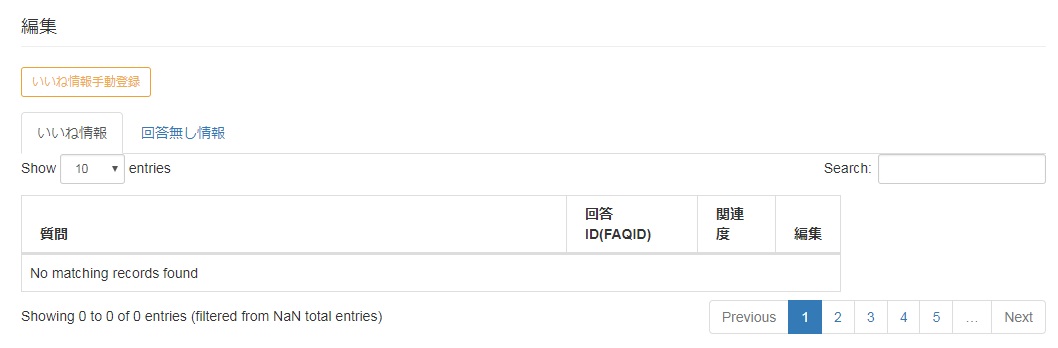 編集
いいね情報手動登録
いいね情報 回答無し情報
Show 10 entries Search:
質問 回答ID(FAQID) 関連度 編集
No matching records found
Showing 0 to 0 of 0 entries (filtered from NaN total entries) Previous 1 2 3 4 5 … Next